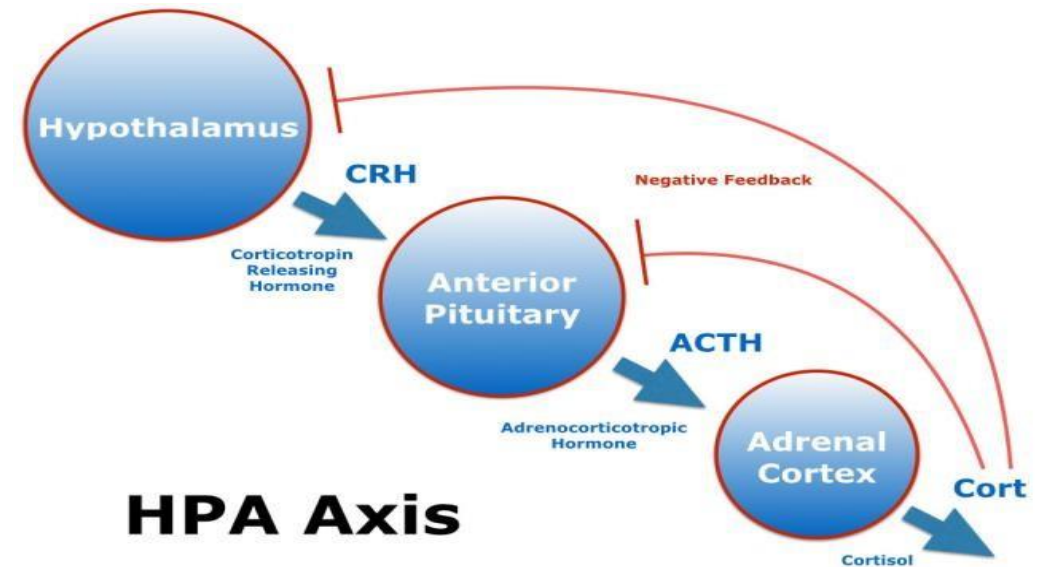 Hypothalamus
CRH
Corticotropin
Releasing
Hormone
Negative Feedback
Anterior
Pituitary
ACTH
Adrenocorticotropic
Hormone
Adrenal
Cortex
Cort
Cortisol
HPA Axis